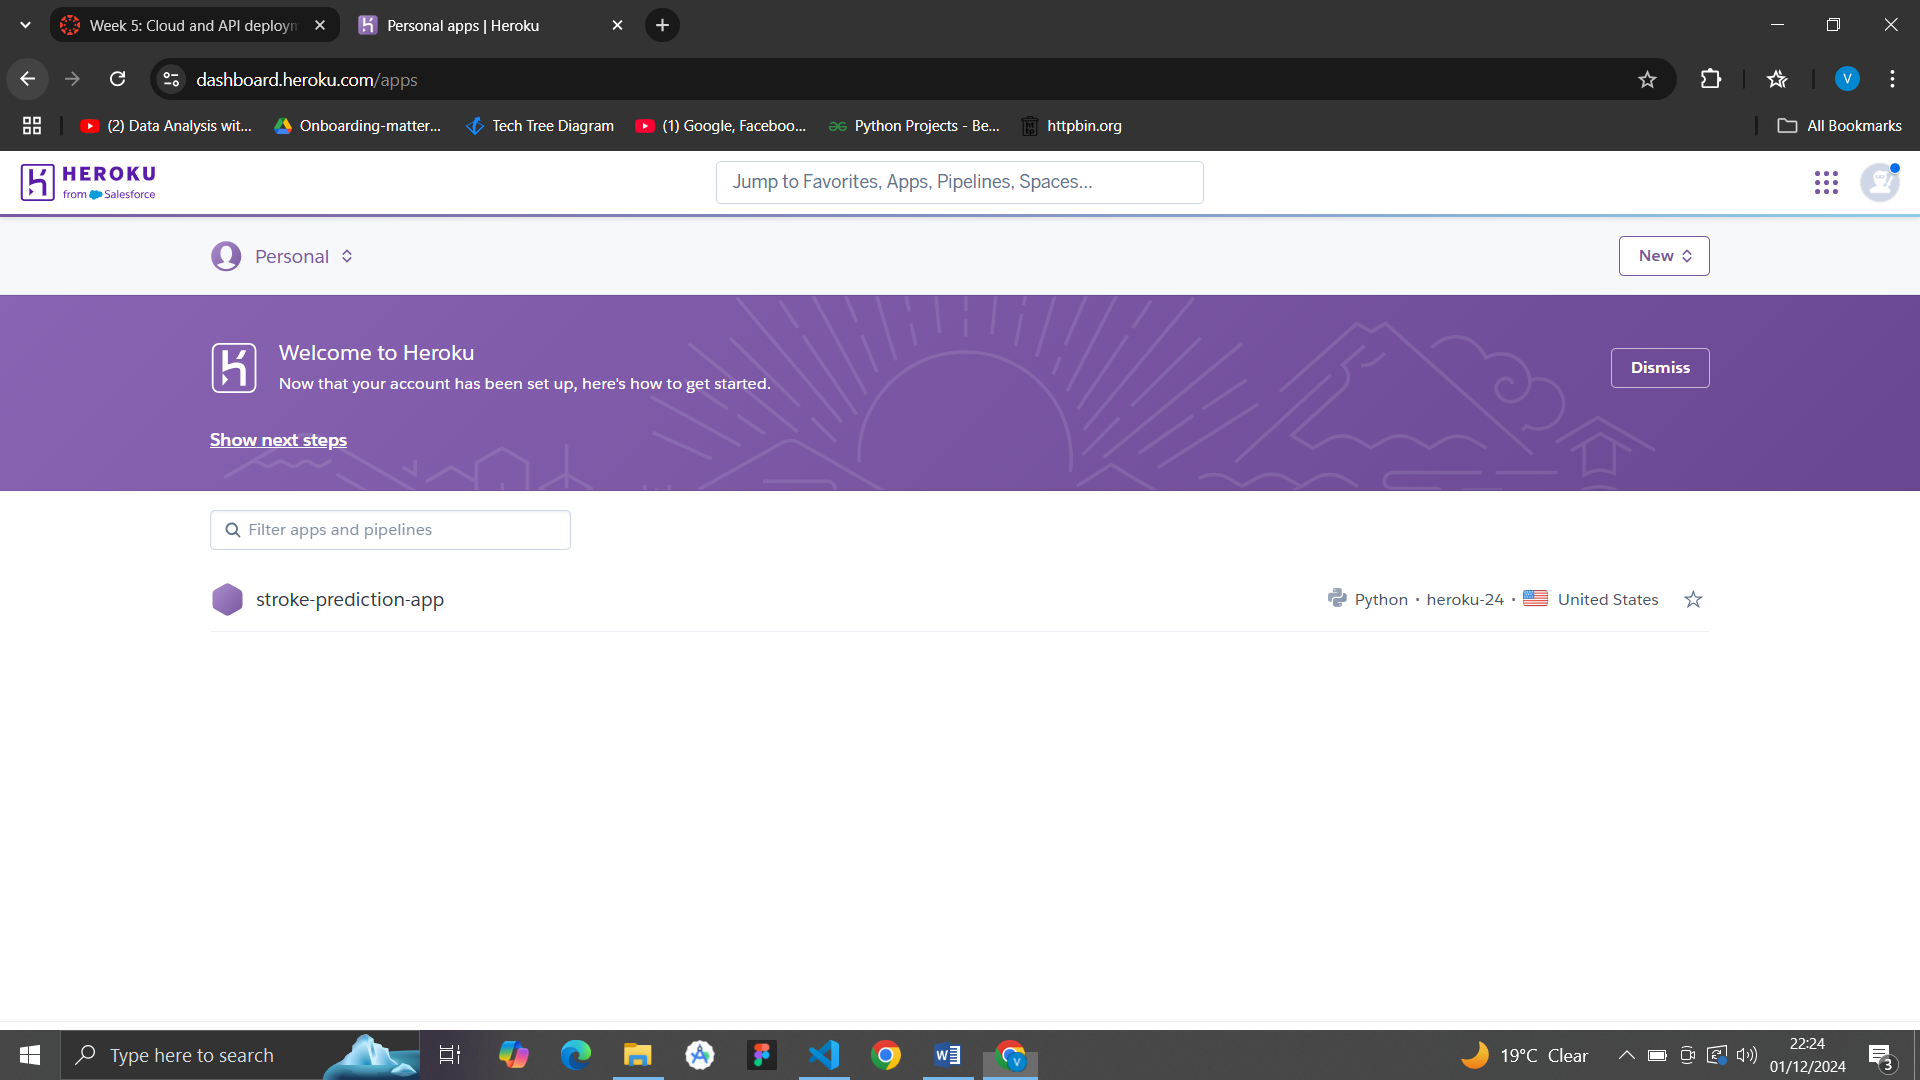 Week 5: Cloud and API deploym
Personal apps | Heroku
dashboard.heroku.com/apps
V
(2) Data Analysis wit...
Onboarding-matter...
Tech Tree Diagram
(1) Google, Faceboo...
Python Projects - Be...
httpbin.org
All Bookmarks
HEROKU
from Salesforce
Jump to Favorites, Apps, Pipelines, Spaces...
Personal
New
Welcome to Heroku
Now that your account has been set up, here's how to get started.
Dismiss
Show next steps
Filter apps and pipelines
stroke-prediction-app
Python • heroku-24 • United States
Type here to search
19°C Clear
22:24
01/12/2024
3